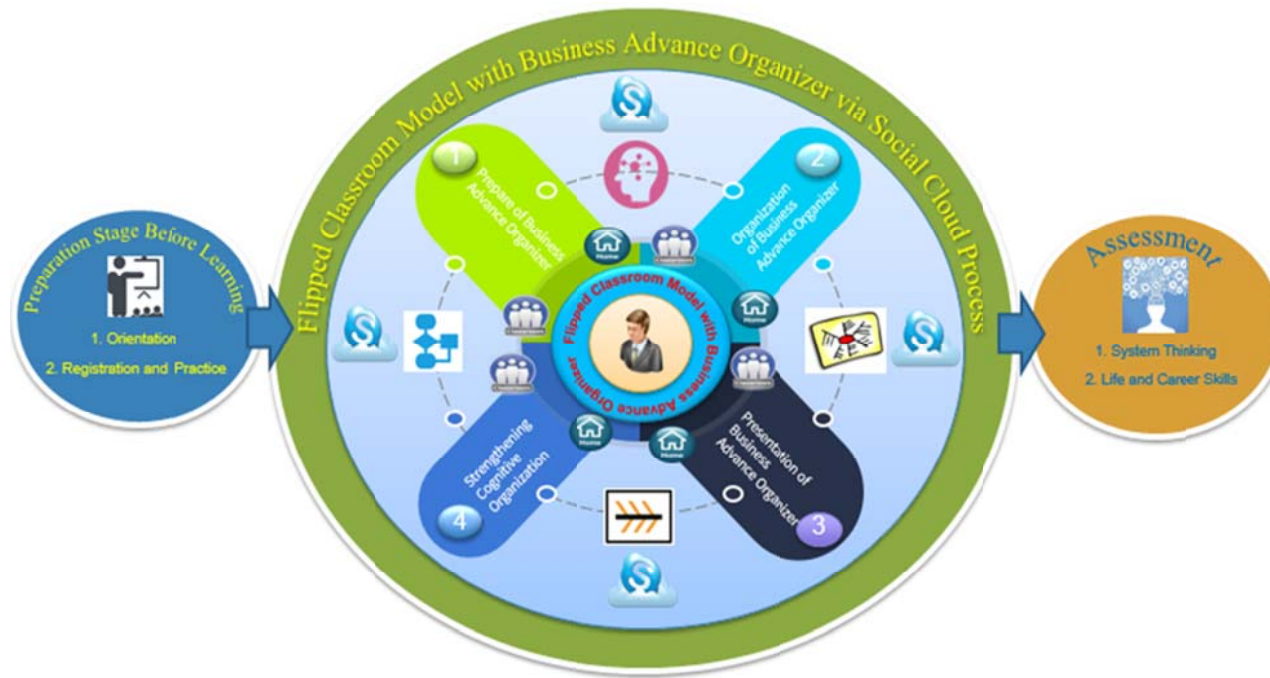 Flipped Classroom Model with Business Advance Organizer via Social Cloud Process
Preparation Stage Before Learning
1. Orientation
2. Registration and Practice
1
Prepare of Business
Advance Organizer
2
Organization
of Business
Advance Organizer
Home
Home
Flipped Classroom Model with Business Advance Organizer
Home
Home
Strengthening
Cognitive
Organization
4
Presentation of
Business
Advance Organizer
3
Assessment
1. System Thinking
2. Life and Career Skills